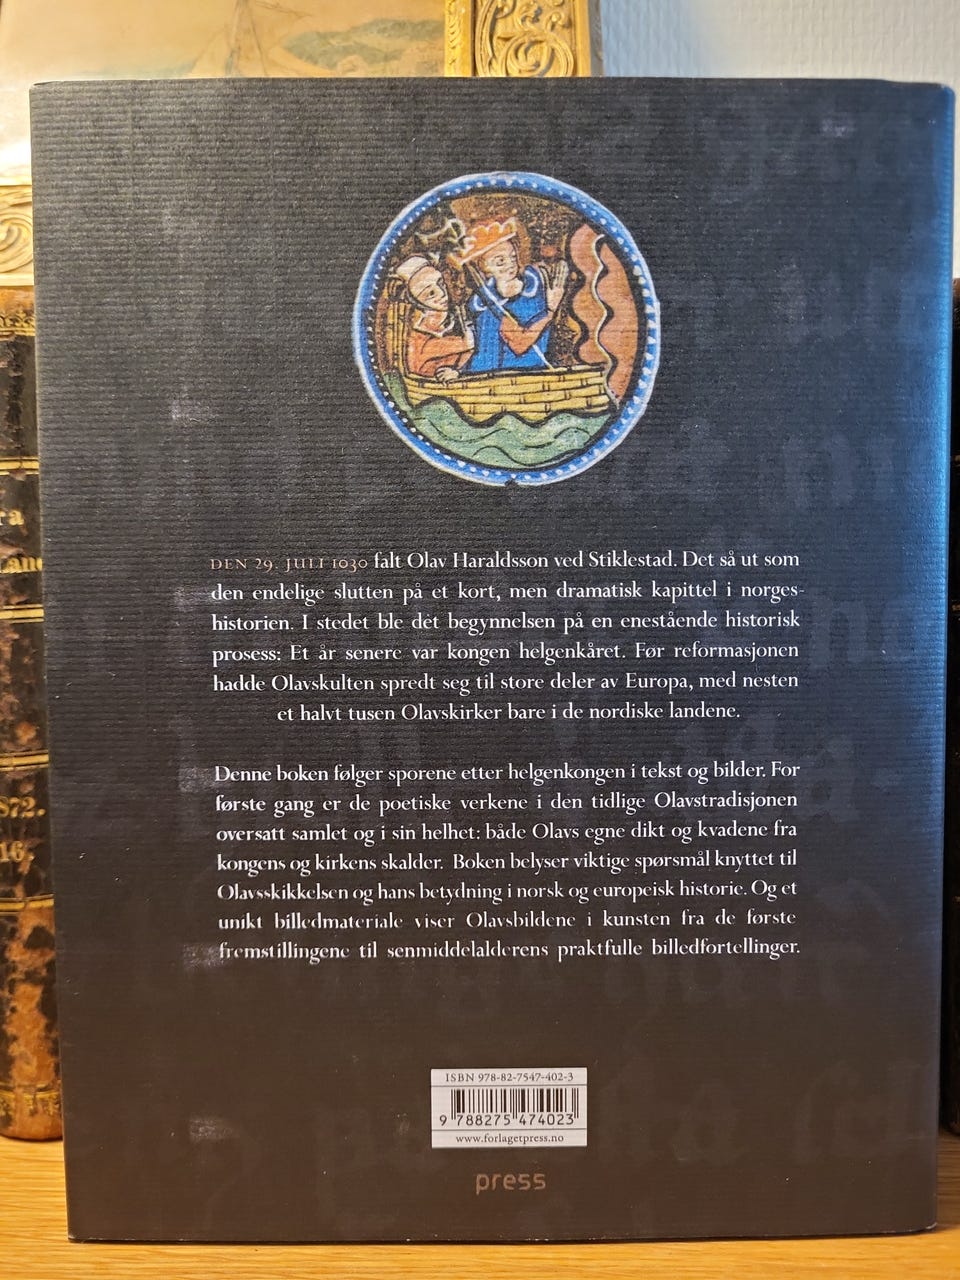 DEN 29. JULI 1030 falt Olav Haraldsson ved Stiklestad. Det så ut som
den endelige slutten på et kort, men dramatisk kapittel i norges-
historien. I stedet ble det begynnelsen på en enestående historisk
prosess: Et år senere var kongen helgenkåret. Før reformasjonen
hadde Olavskulten spredt seg til store deler av Europa, med nesten
et halvt tusen Olavskirker bare i de nordiske landene.
Denne boken følger sporene etter helgenkongen i tekst og bilder. For
første gang er de poetiske verkene i den tidlige Olavstradisjonen
oversatt samlet og i sin helhet: både Olavs egne dikt og kvadene fra
kongens og kirkens skalder. Boken belyser viktige spørsmål knyttet til
Olavsskikkelsen og hans betydning i norsk og europeisk historie. Og et
unikt billedmateriale viser Olavsbildene i kunsten fra de første
fremstillingene til senmiddelalderens praktfulle billedfortellinger.
ISBN 978-82-7547-402-3
9 788275 474023
www.forlagetpress.no
press
872.
16.